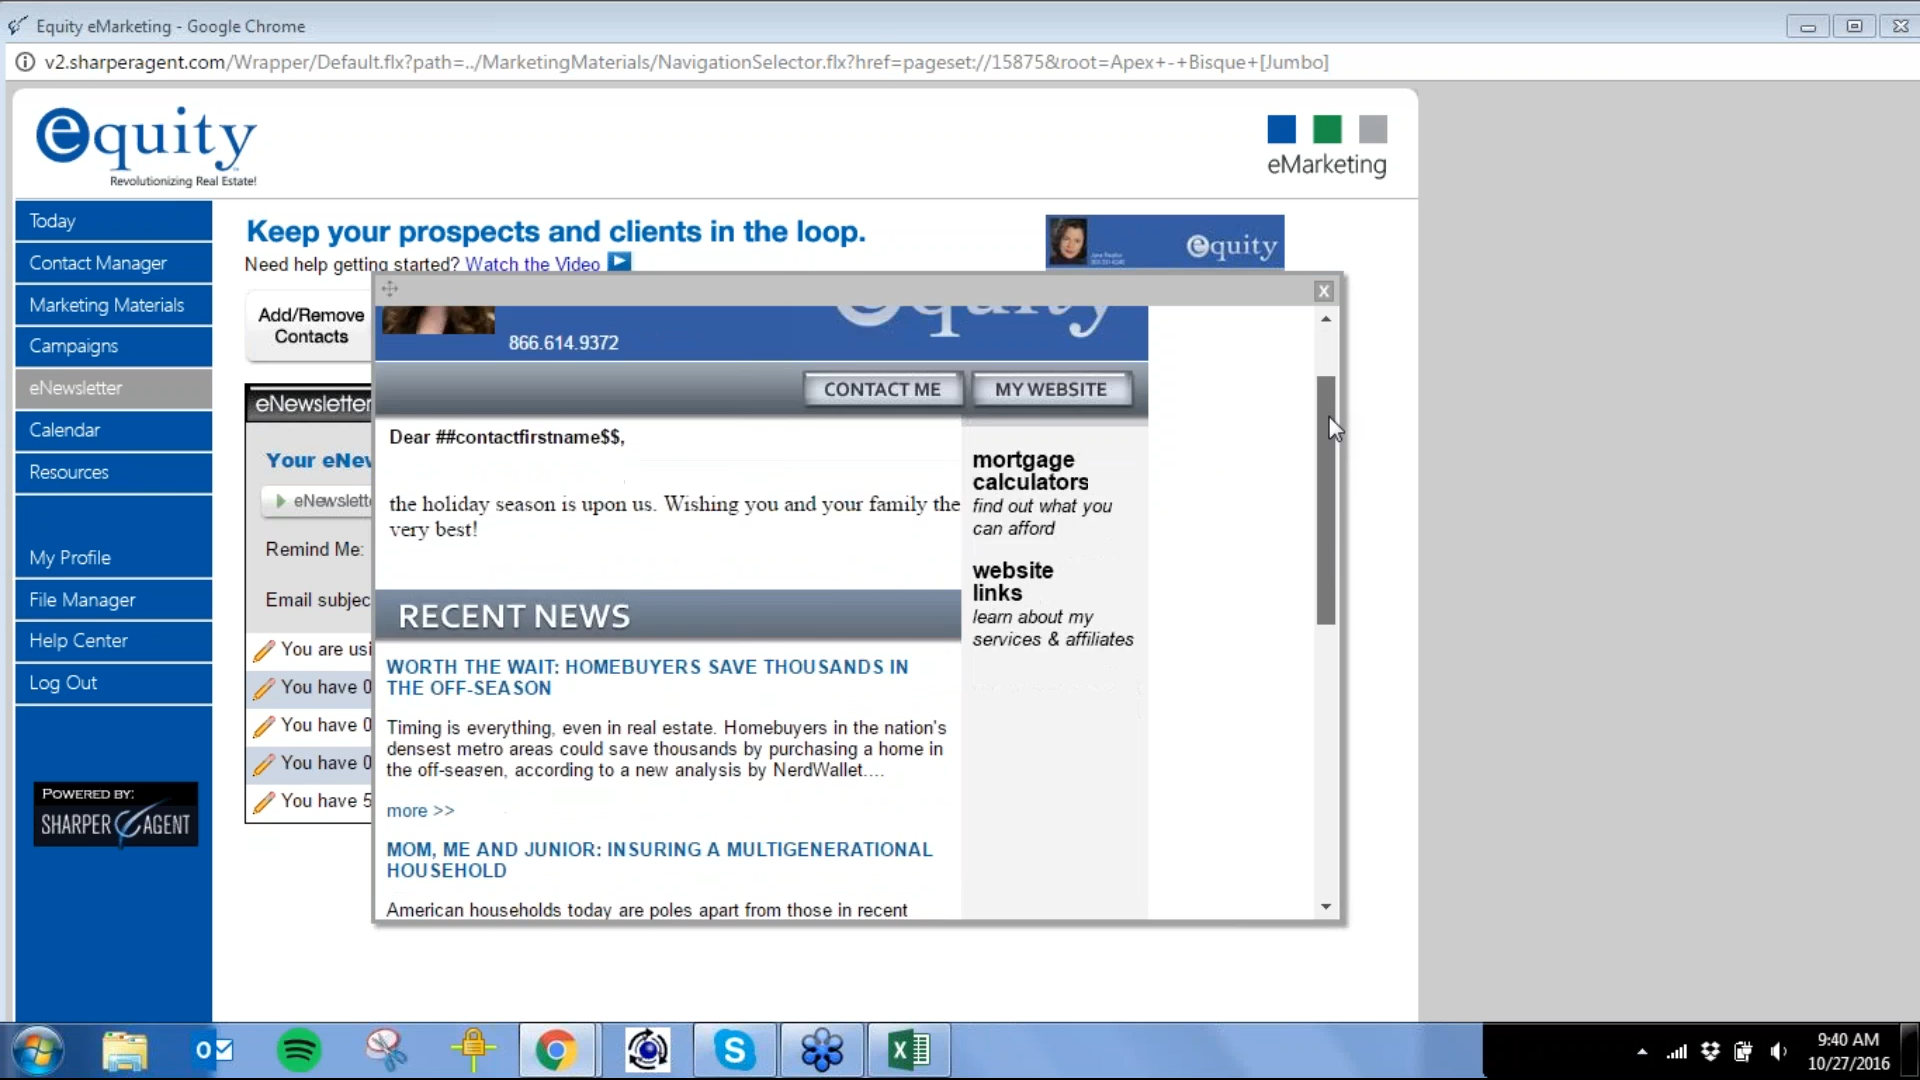 Equity eMarketing - Google Chrome
v2.sharperagent.com/Wrapper/Default.flx?path=../MarketingMaterials/NavigationSelector.flx?href=pageset://15875&root=Apex+-+Bisque+[Jumbo]
equity
Revolutionizing Real Estate!
eMarketing
Today
Contact Manager
Marketing Materials
Campaigns
eNewsletter
Calendar
Resources
My Profile
File Manager
Help Center
Log Out
POWERED BY:
SHARPER AGENT
Keep your prospects and clients in the loop.
Need help getting started? Watch the Video
equity
Add/Remove
Contacts
eNewsletter
Your eNew
eNewslette
Remind Me:
Email subjec
You are usi
You have 0
You have 0
You have 0
You have 5
X
equity
866.614.9372
CONTACT ME
MY WEBSITE
Dear ##contactfirstname$$,
the holiday season is upon us. Wishing you and your family the
very best!
mortgage
calculators
find out what you
can afford
website
links
learn about my
services & affiliates
RECENT NEWS
WORTH THE WAIT: HOMEBUYERS SAVE THOUSANDS IN
THE OFF-SEASON
Timing is everything, even in real estate. Homebuyers in the nation's
densest metro areas could save thousands by purchasing a home in
the off-season, according to a new analysis by NerdWallet....
more >>
MOM, ME AND JUNIOR: INSURING A MULTIGENERATIONAL
HOUSEHOLD
American households today are poles apart from those in recent
9:40 AM
10/27/2016